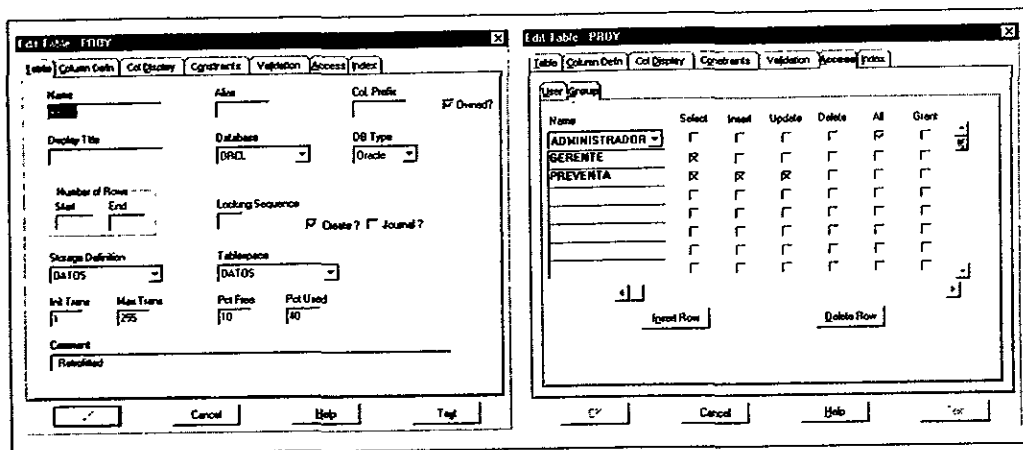 Edit Table PROY
Table Column Defn Col Display Constraints Validation Access Index
Name Alias Col. Prefix
Owned?
Display Title Database DB Type
ORCL Oracle
Number of Rows
Start End Locking Sequence
Create? Journal?
Storage Definition Tablespace
DATOS DATOS
Init Trans Max Trans Pct Free Pct Used
1 255 10 40
Comment
Retrofitted
Cancel Help Text
Edit Table PROY
Table Column Defn Col Display Constraints Validation Access Index
User Group
Name Select Insert Update Delete All Grant
ADMINISTRADOR
GERENTE
PREVENTA
Insert Row Delete Row
OK Cancel Help Text